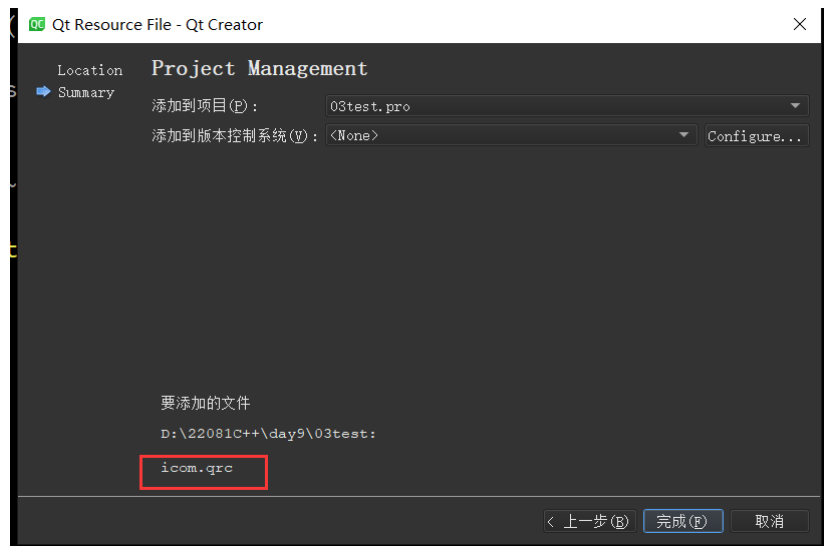 Qt Resource File - Qt Creator
Location
Summary
Project Management
添加到项目(P): 03test.pro
添加到版本控制系统(V): <None> Configure...
要添加的文件
D:\22081C++\day9\03test:
icom.qrc
< 上一步(B) 完成(F) 取消